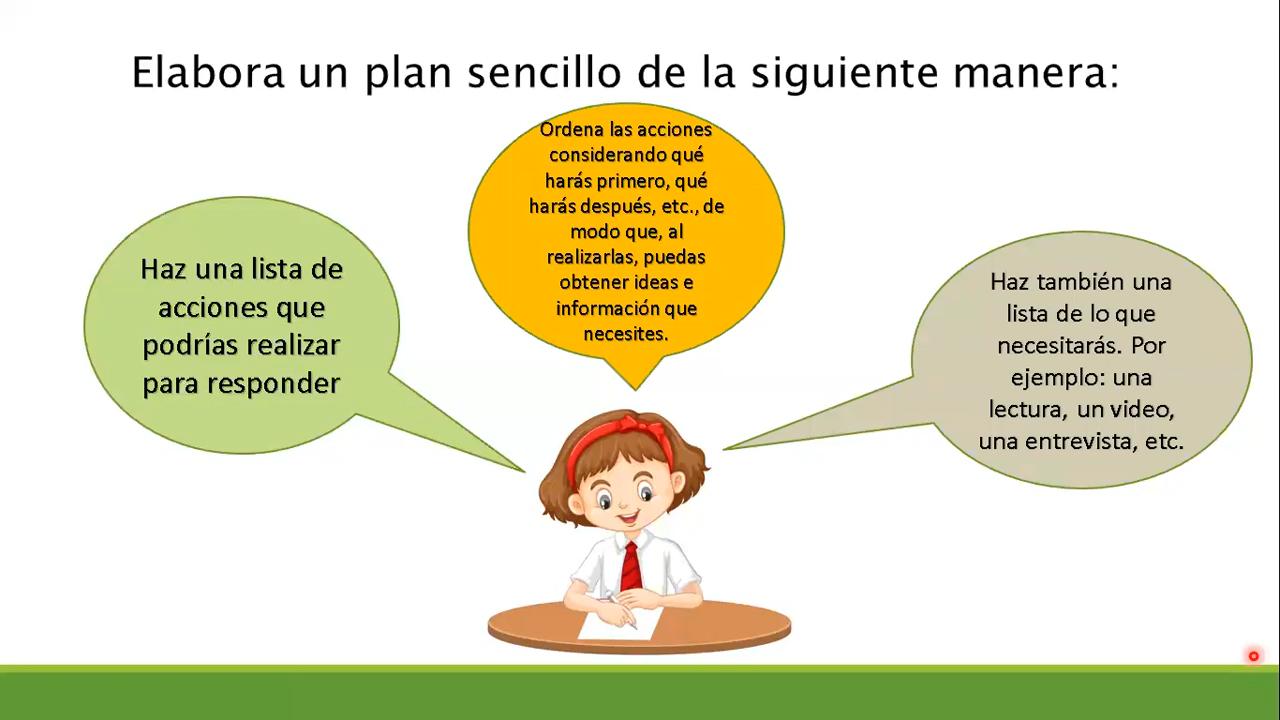 Elabora un plan sencillo de la siguiente manera:
Haz una lista de
acciones que
podrías realizar
para responder
Ordena las acciones
considerando qué
harás primero, qué
harás después, etc., de
modo que, al
realizarlas, puedas
obtener ideas e
información que
necesites.
Haz también una
lista de lo que
necesitarás. Por
ejemplo: una
lectura, un video,
una entrevista, etc.